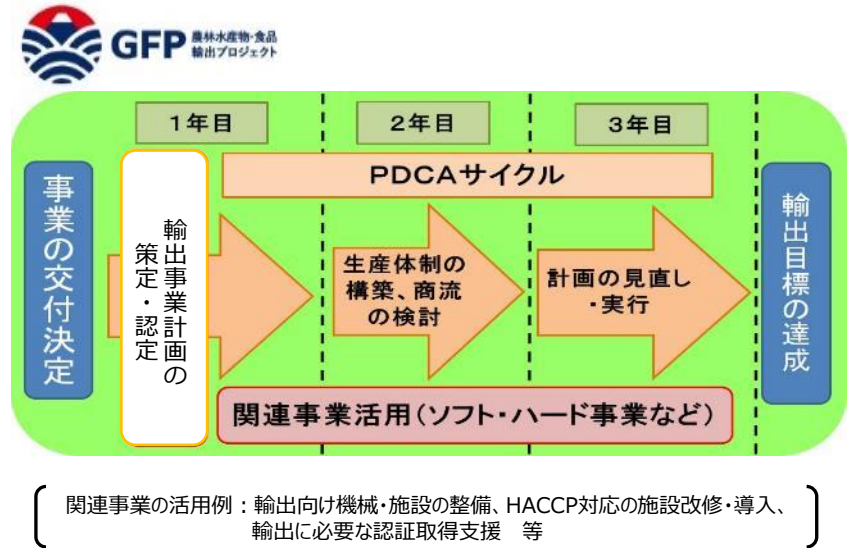 GFP 農林水産物・食品
輸出プロジェクト
1年目
2年目
3年目
PDCAサイクル
事業の交付決定
輸出事業計画の
策定・認定
生産体制の
構築、商流
の検討
計画の見直し
・実行
輸出目標の達成
関連事業活用(ソフト・ハード事業など)
関連事業の活用例：輸出向け機械・施設の整備、HACCP対応の施設改修・導入、
輸出に必要な認証取得支援　等